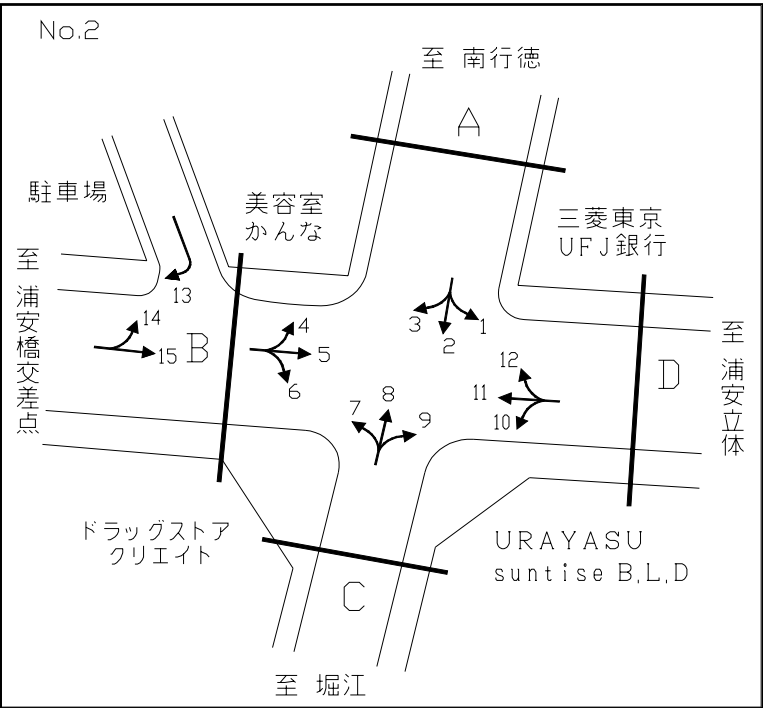 No.2
至 南行徳
A
駐車場
美容室
かんな
三菱東京
UFJ銀行
至 浦安橋交差点
13
14
15
B
4
5
6
3
2
1
12
11
10
D
至 浦安立体
7
8
9
ドラッグストア
クリエイト
URAYASU
suntise B,L,D
C
至 堀江